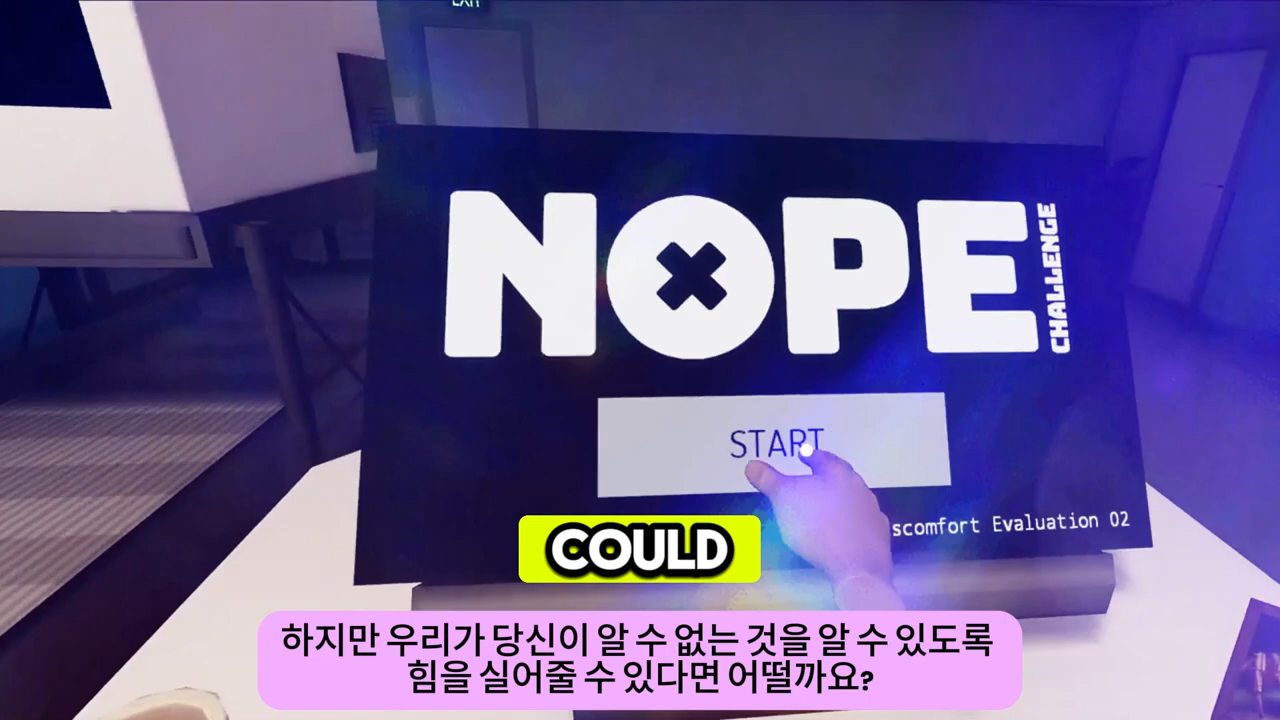 EXIT
NOPE
CHALLENGE
START
scomfort Evaluation 02
COULD
하지만 우리가 당신이 알 수 없는 것을 알 수 있도록
힘을 실어줄 수 있다면 어떨까요?